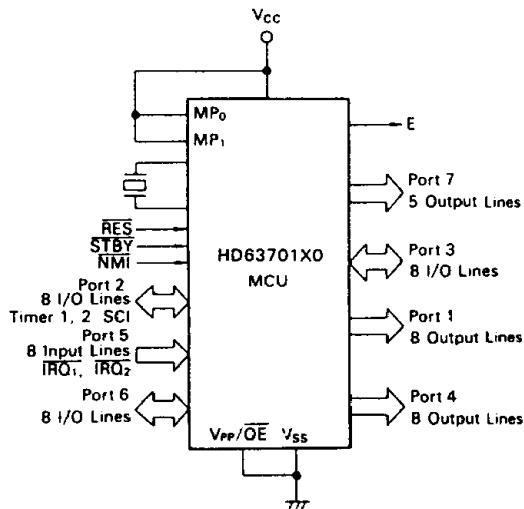 VCC
MP0
MP1
E
Port 7
5 Output Lines
RES
STBY
NMI
HD63701X0
MCU
Port 3
8 I/O Lines
Port 2
8 I/O Lines
Timer 1, 2 SCI
Port 1
8 Output Lines
Port 5
8 Input Lines
IRQ1, IRQ2
Port 6
8 I/O Lines
Port 4
8 Output Lines
VPP/OE VSS